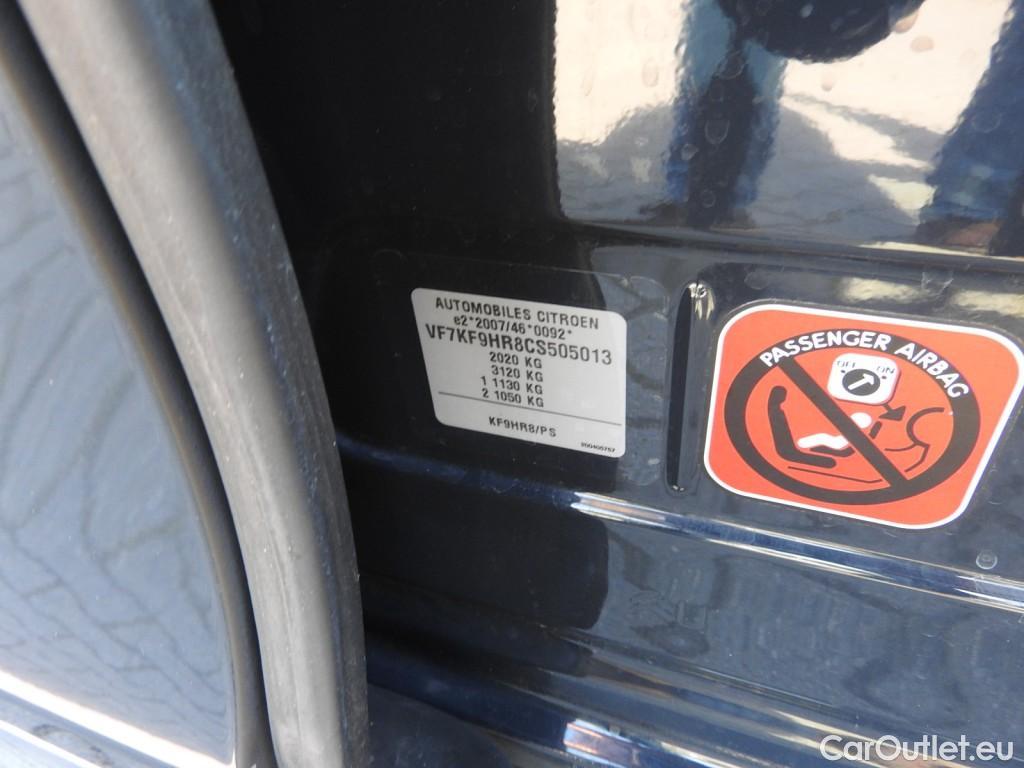 AUTOMOBILES CITROEN
e2*2007/46*0092*
VF7KF9HR8CS505013
2020 KG
3120 KG
1 1130 KG
2 1050 KG
KF9HR8/PS
PASSENGER AIRBAG
OFF ON
CarOutlet.eu